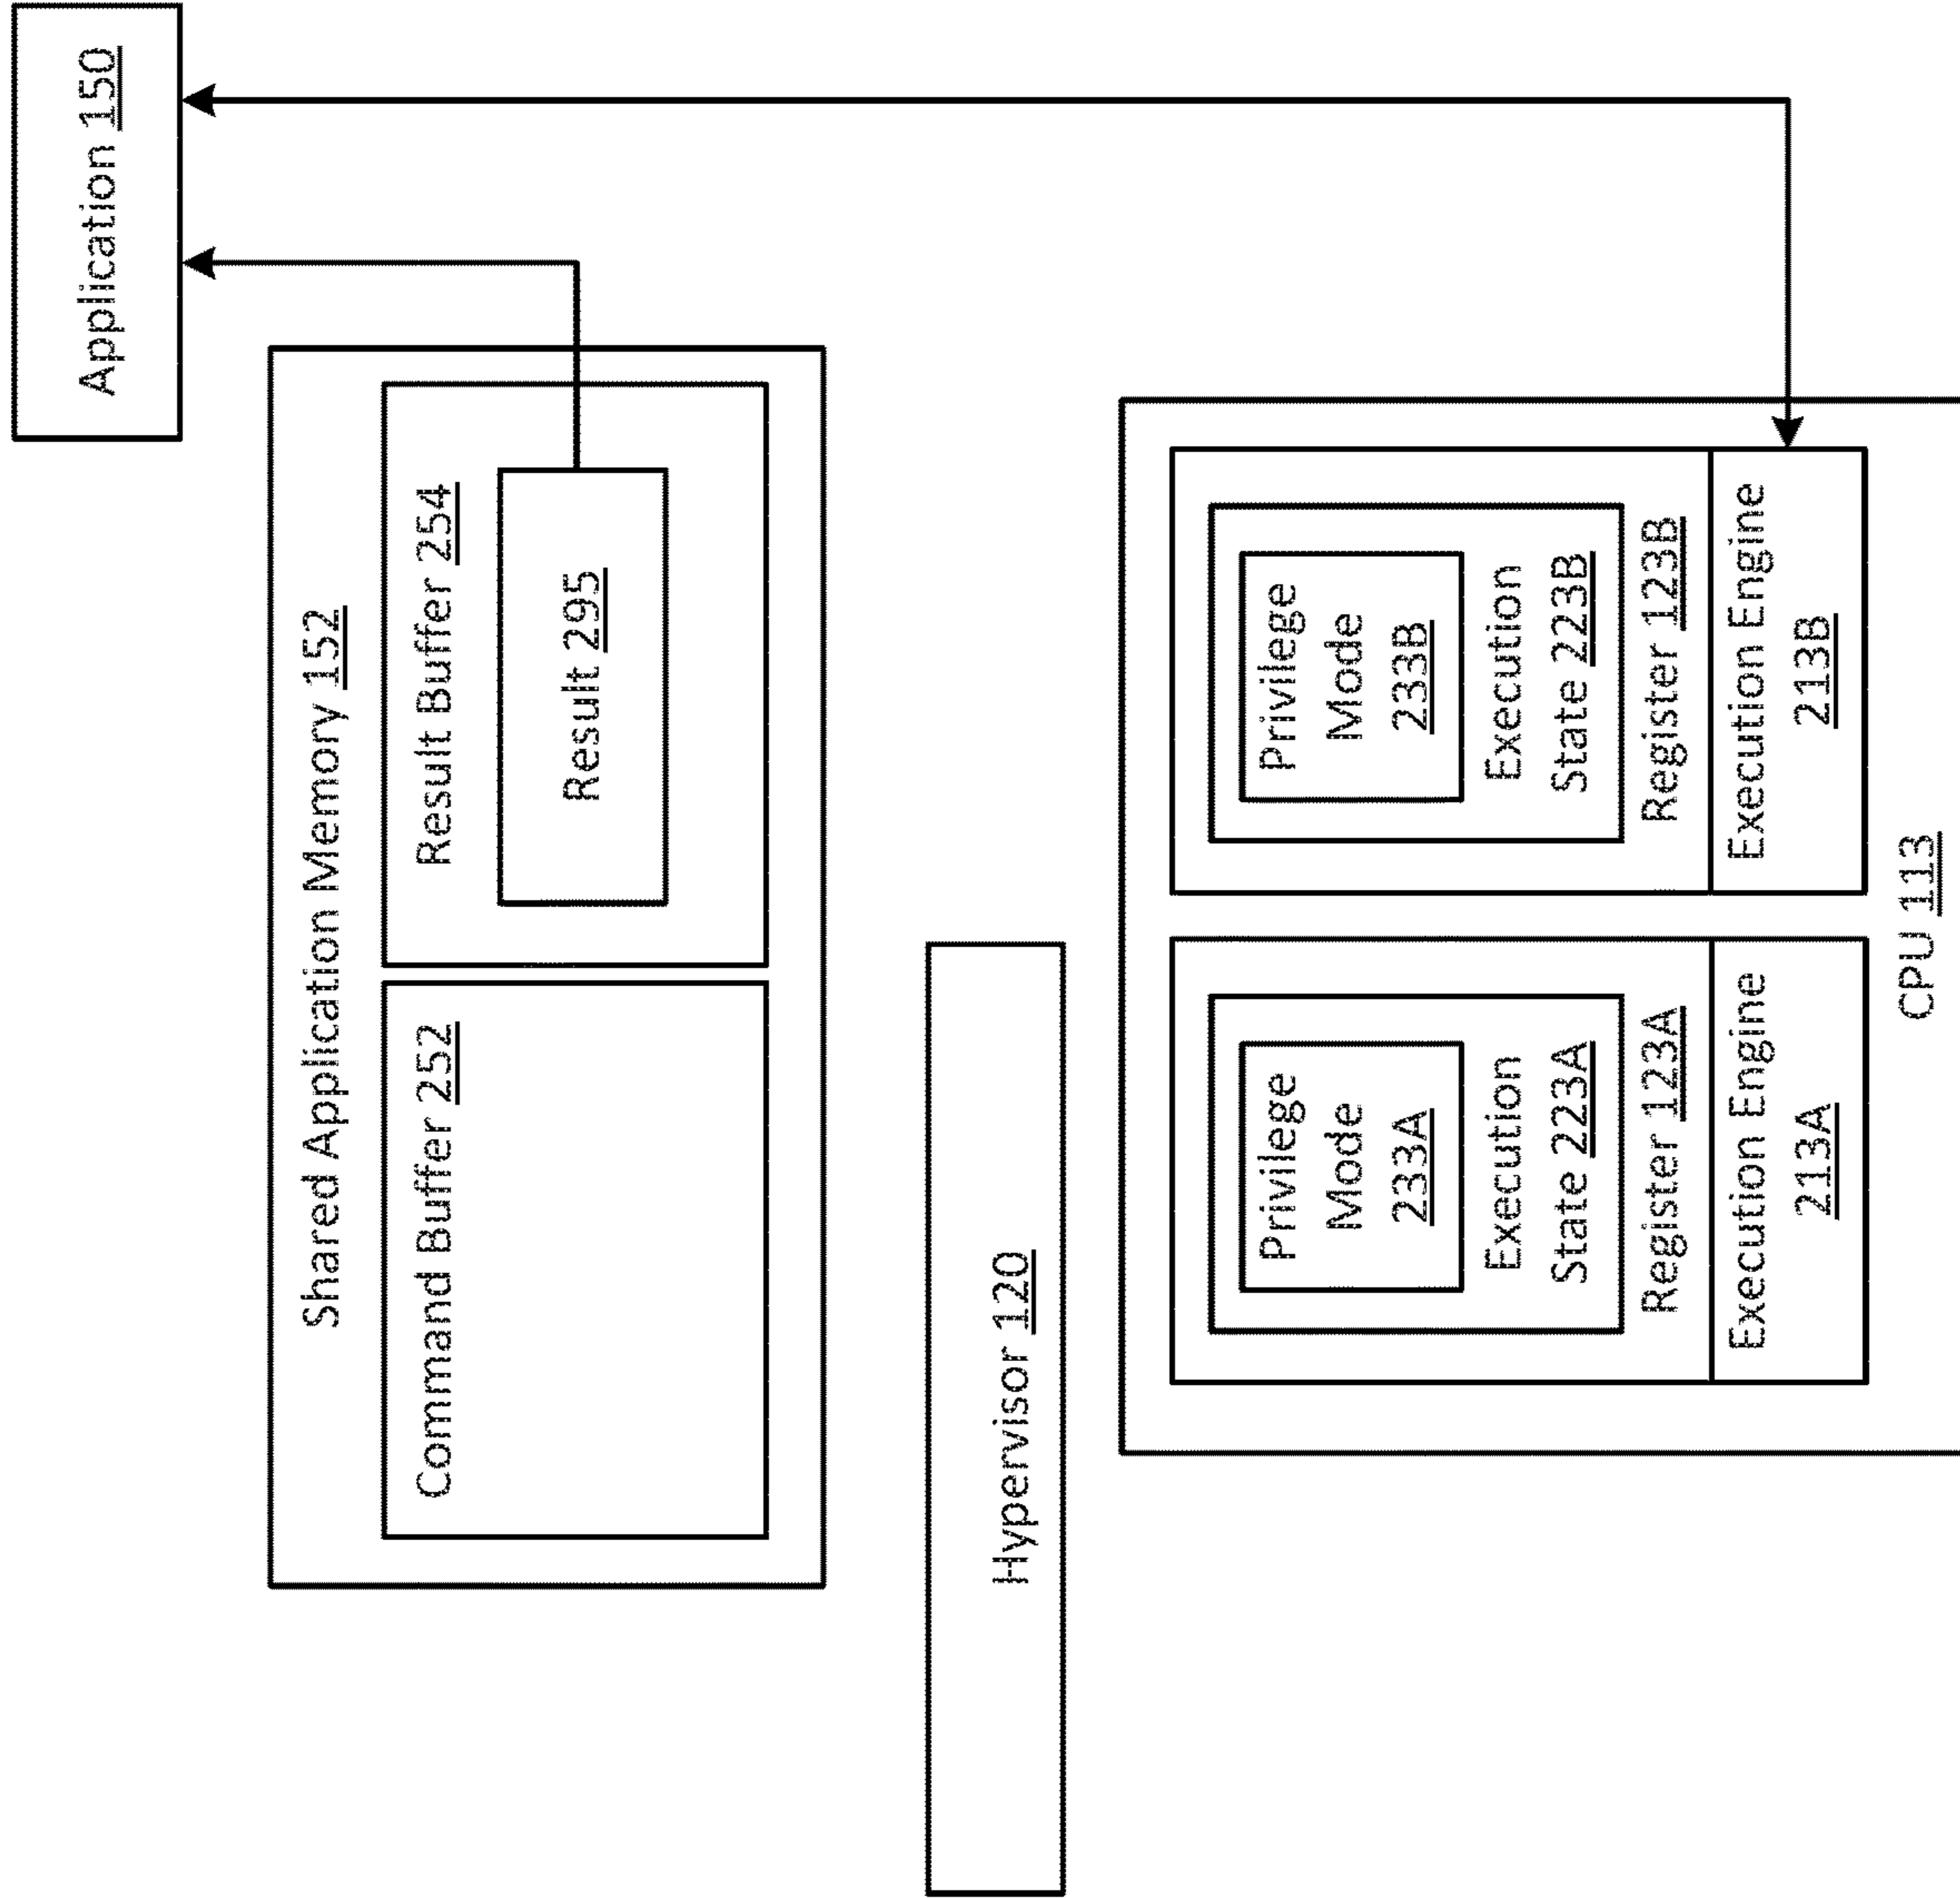 Application 150
Shared Application Memory 152
Command Buffer 252
Result Buffer 254
Result 295
Hypervisor 120
Privilege
Mode
233A
Execution
State 223A
Register 123A
Execution Engine
213A
Privilege
Mode
233B
Execution
State 223B
Register 123B
Execution Engine
213B
CPU 113